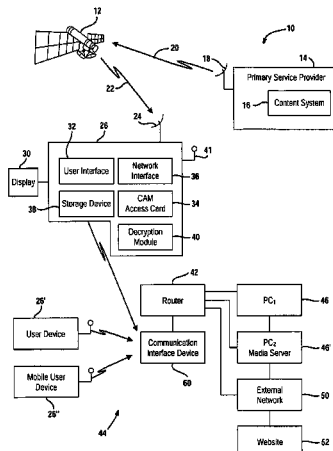 12
20
18
10
14
Primary Service Provider
16
Content System
22
24
26
32
41
30
Display
User Interface
Network Interface
36
38
Storage Device
CAM Access Card
34
Decryption Module
40
42
Router
PC1
46
26'
User Device
Communication Interface Device
60
PC2 Media Server
46'
Mobile User Device
26''
External Network
50
44
Website
52